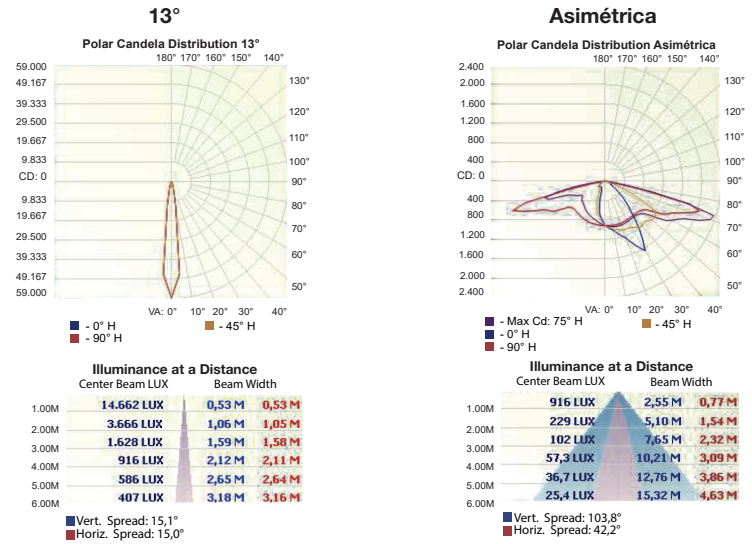 13°
Polar Candela Distribution 13°
180° 170° 160° 150° 140°
59.000
49.167
39.333
29.500
19.667
9.833
CD: 0
9.833
19.667
29.500
39.333
49.167
59.000
130°
120°
110°
100°
90°
80°
70°
60°
50°
VA: 0° 10° 20° 30° 40°
- 0° H
- 90° H
- 45° H
Illuminance at a Distance
Center Beam LUX Beam Width
1.00M 14.662 LUX 0,53 M 0,53 M
2.00M 3.666 LUX 1,06 M 1,05 M
3.00M 1.628 LUX 1,59 M 1,58 M
4.00M 916 LUX 2,12 M 2,11 M
5.00M 586 LUX 2,65 M 2,64 M
6.00M 407 LUX 3,18 M 3,16 M
Vert. Spread: 15,1°
Horiz. Spread: 15,0°
Asimétrica
Polar Candela Distribution Asimétrica
180° 170° 160° 150° 140°
2.400
2.000
1.600
1.200
800
400
CD: 0
400
800
1.200
1.600
2.000
2.400
130°
120°
110°
100°
90°
80°
70°
60°
50°
VA: 0° 10° 20° 30° 40°
- Max Cd: 75° H
- 0° H
- 90° H
- 45° H
Illuminance at a Distance
Center Beam LUX Beam Width
1.00M 916 LUX 2,55 M 0,77 M
2.00M 229 LUX 5,10 M 1,54 M
3.00M 102 LUX 7,65 M 2,32 M
4.00M 57,3 LUX 10,21 M 3,09 M
5.00M 36,7 LUX 12,76 M 3,86 M
6.00M 25,4 LUX 15,32 M 4,63 M
Vert. Spread: 103,8°
Horiz. Spread: 42,2°